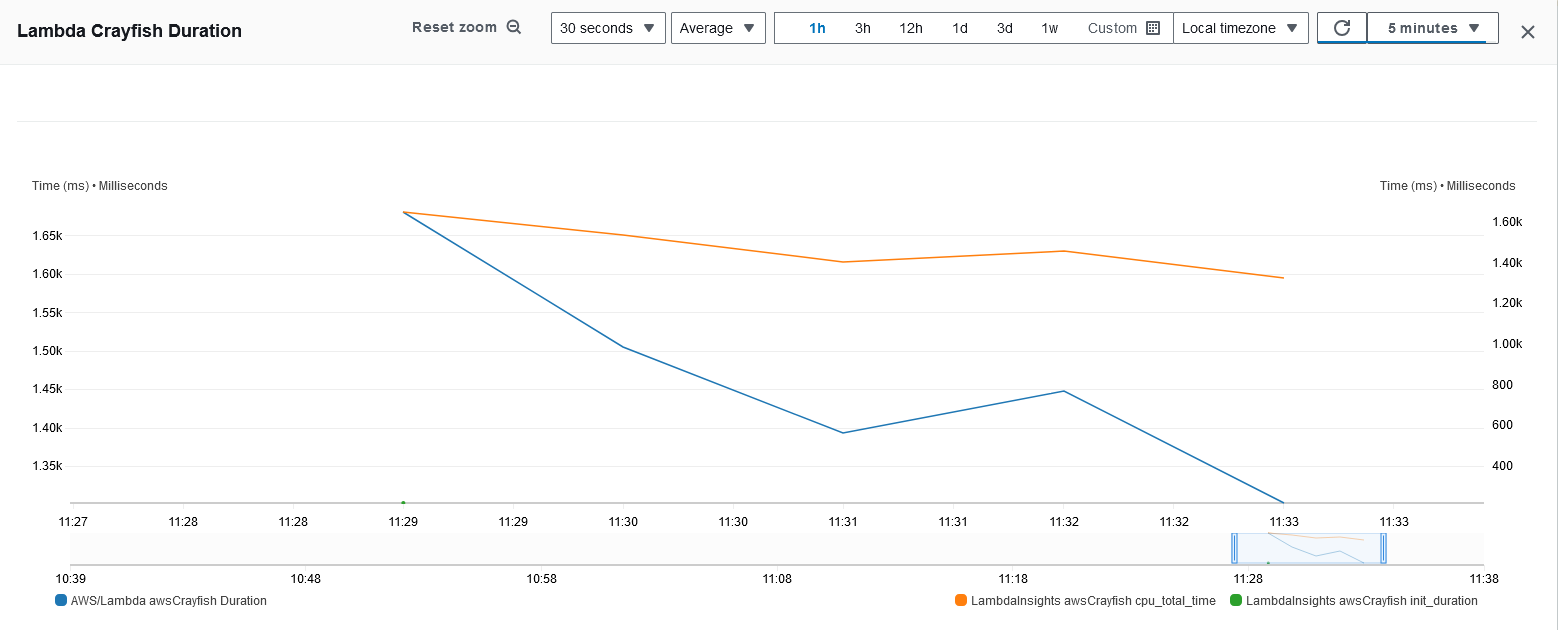 Lambda Crayfish Duration
Reset zoom
30 seconds
Average
1h 3h 12h 1d 3d 1w Custom
Local timezone
5 minutes
Time (ms) • Milliseconds
Time (ms) • Milliseconds
1.65k
1.60k
1.55k
1.50k
1.45k
1.40k
1.35k
1.60k
1.40k
1.20k
1.00k
800
600
400
11:27 11:28 11:28 11:29 11:29 11:30 11:30 11:31 11:31 11:32 11:32 11:33 11:33
10:39 10:48 10:58 11:08 11:18 11:28 11:38
AWS/Lambda awsCrayfish Duration
LambdaInsights awsCrayfish cpu_total_time
LambdaInsights awsCrayfish init_duration